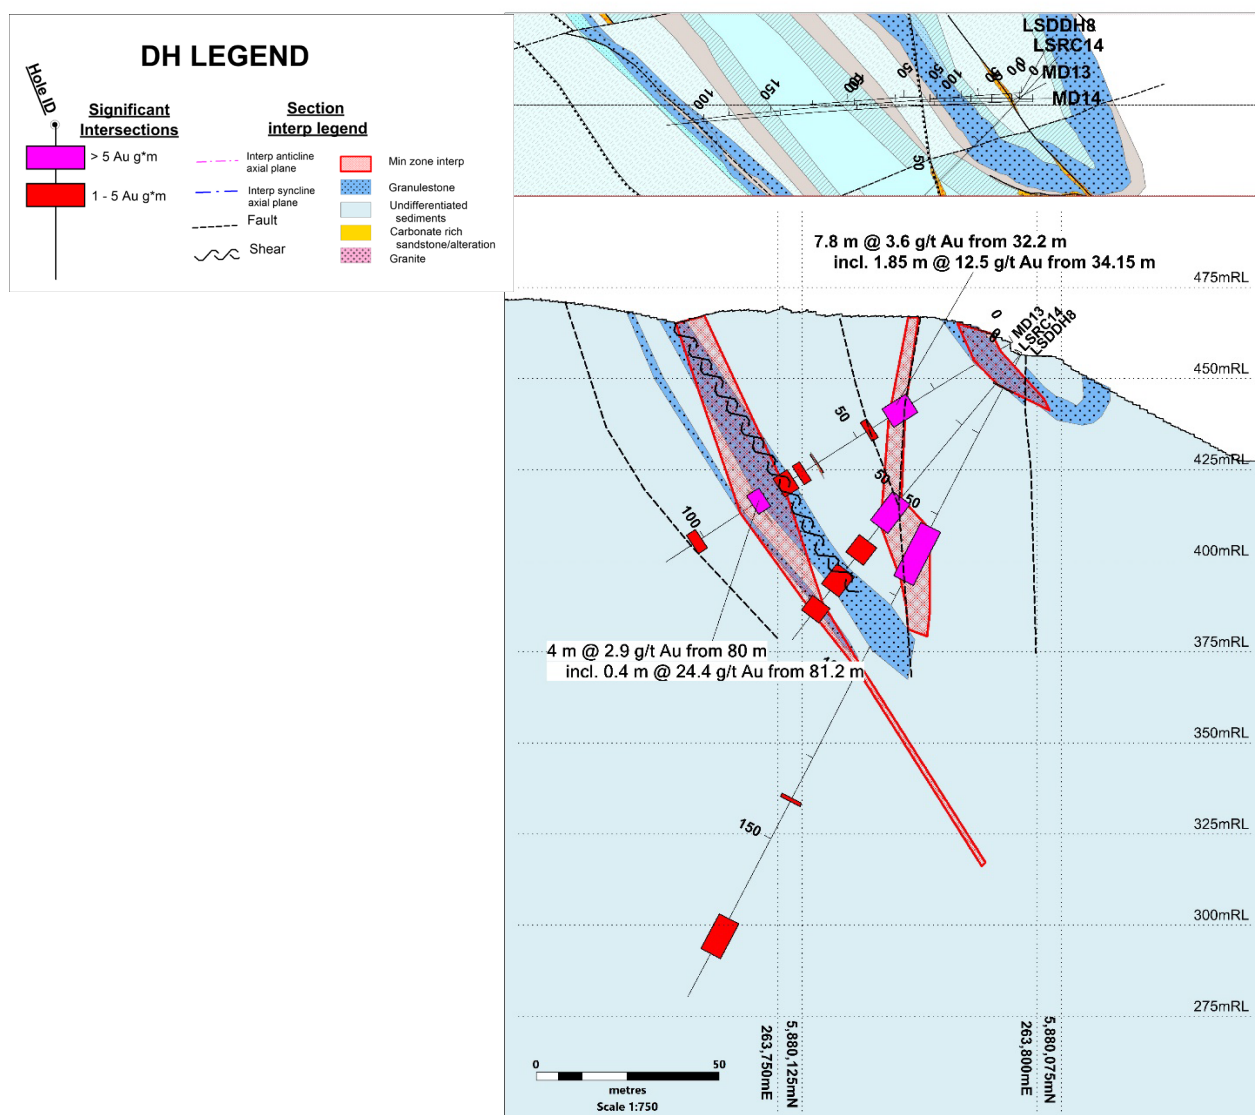 DH LEGEND
Hole ID
Significant
Intersections
> 5 Au g*m
1 - 5 Au g*m
Section
interp legend
Interp anticline
axial plane
Interp syncline
axial plane
Fault
Shear
Min zone interp
Granulestone
Undifferentiated
sediments
Carbonate rich
sandstone/alteration
Granite
LSDDH8
LSRC14
MD13
MD14
100
150
50
50
100
50
0
0
50
7.8 m @ 3.6 g/t Au from 32.2 m
incl. 1.85 m @ 12.5 g/t Au from 34.15 m
475mRL
0
MD13
LSRC14
LSDDH8
450mRL
50
425mRL
50
50
100
400mRL
4 m @ 2.9 g/t Au from 80 m
incl. 0.4 m @ 24.4 g/t Au from 81.2 m
375mRL
350mRL
150
325mRL
300mRL
275mRL
263,750mE
5,880,125mN
263,800mE
5,880,075mN
0
50
metres
Scale 1:750